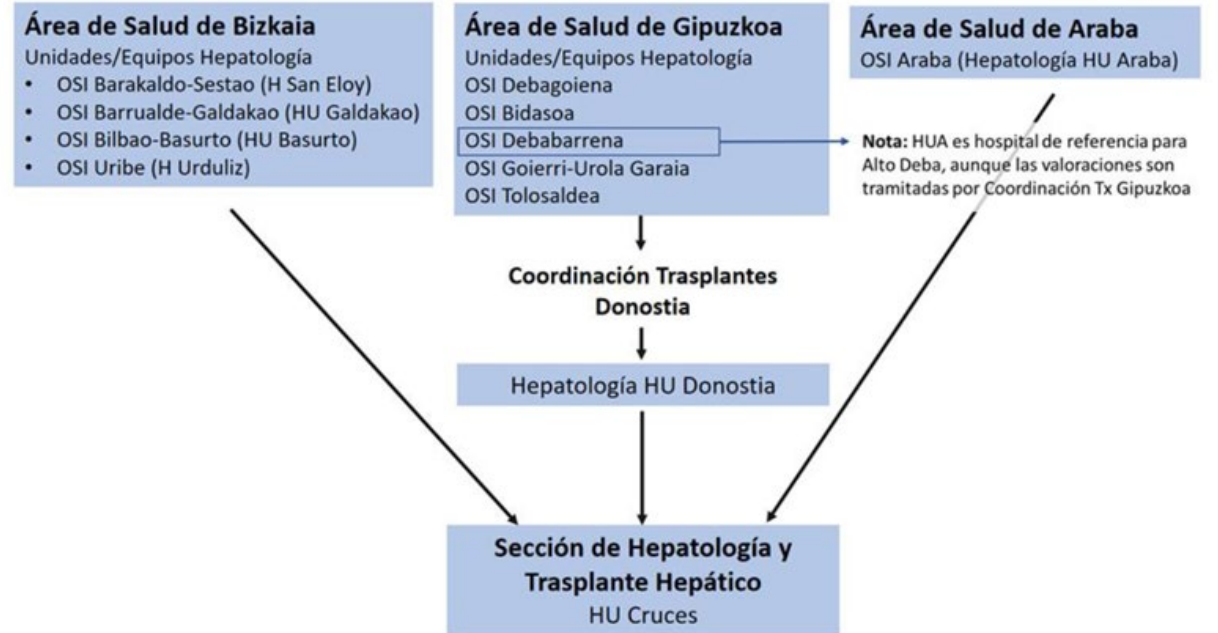 Área de Salud de Bizkaia
Unidades/Equipos Hepatología
• OSI Barakaldo-Sestao (H San Eloy)
• OSI Barrualde-Galdakao (HU Galdakao)
• OSI Bilbao-Basurto (HU Basurto)
• OSI Uribe (H Urduliz)
Área de Salud de Gipuzkoa
Unidades/Equipos Hepatología
OSI Debagoiena
OSI Bidasoa
OSI Debabarrena
OSI Goierri-Urola Garaia
OSI Tolosaldea
Área de Salud de Araba
OSI Araba (Hepatología HU Araba)
Nota: HUA es hospital de referencia para
Alto Deba, aunque las valoraciones son
tramitadas por Coordinación Tx Gipuzkoa
Coordinación Trasplantes
Donostia
Hepatología HU Donostia
Sección de Hepatología y
Trasplante Hepático
HU Cruces